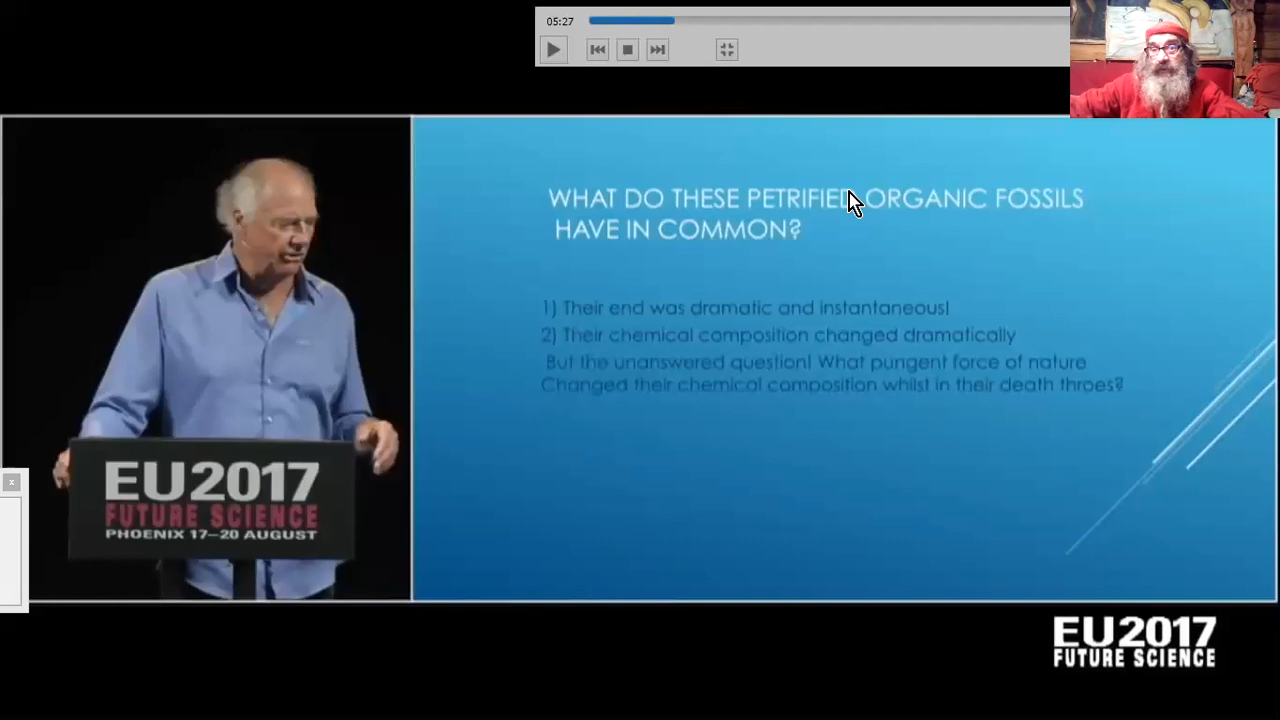 05:27
WHAT DO THESE PETRIFIED ORGANIC FOSSILS
HAVE IN COMMON?
1) Their end was dramatic and instantaneous!
2) Their chemical composition changed dramatically
But the unanswered question! What pungent force of nature
Changed their chemical composition whilst in their death throes?
EU2017
FUTURE SCIENCE
PHOENIX 17–20 AUGUST
x
EU2017
FUTURE SCIENCE